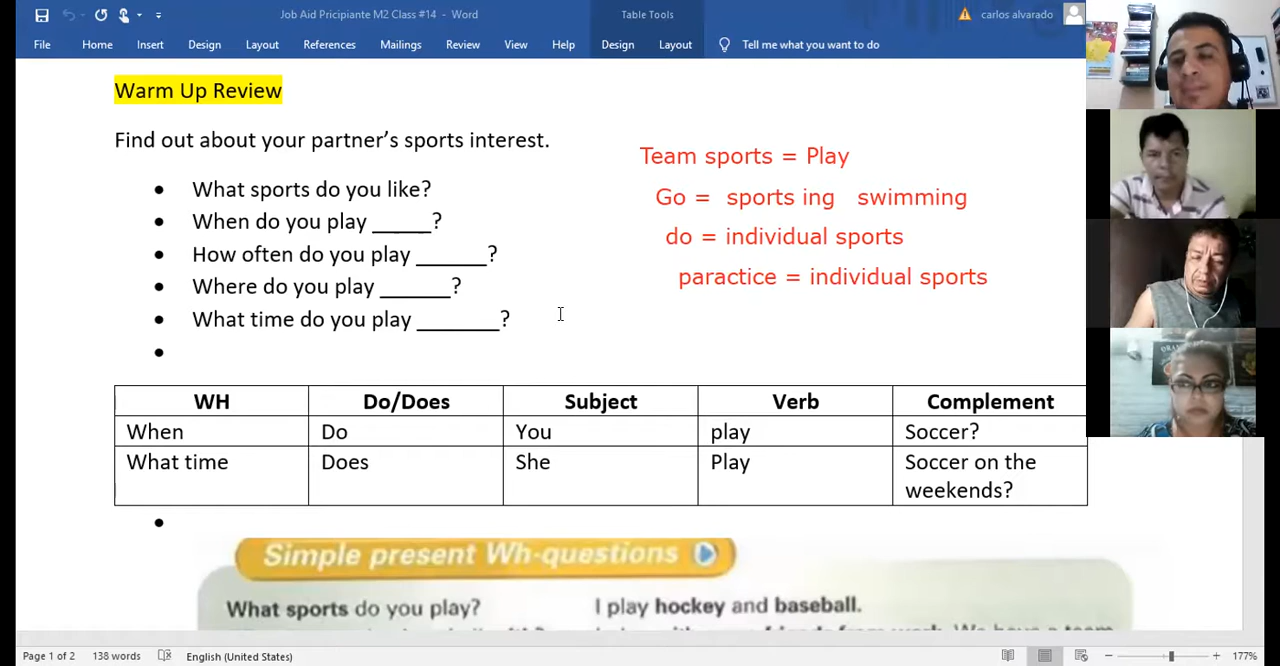 Job Aid Pricipiante M2 Class #14 - Word
Table Tools
carlos alvarado
File Home Insert Design Layout References Mailings Review View Help Design Layout Tell me what you want to do
Warm Up Review
Find out about your partner's sports interest.
• What sports do you like?
• When do you play _____?
• How often do you play ______?
• Where do you play ______?
• What time do you play _______?
•
Team sports = Play
Go = sports ing swimming
do = individual sports
paractice = individual sports
WH Do/Does Subject Verb Complement
When Do You play Soccer?
What time Does She Play Soccer on the
weekends?
•
Simple present Wh-questions
What sports do you play? I play hockey and baseball.
Page 1 of 2 138 words English (United States) 177%